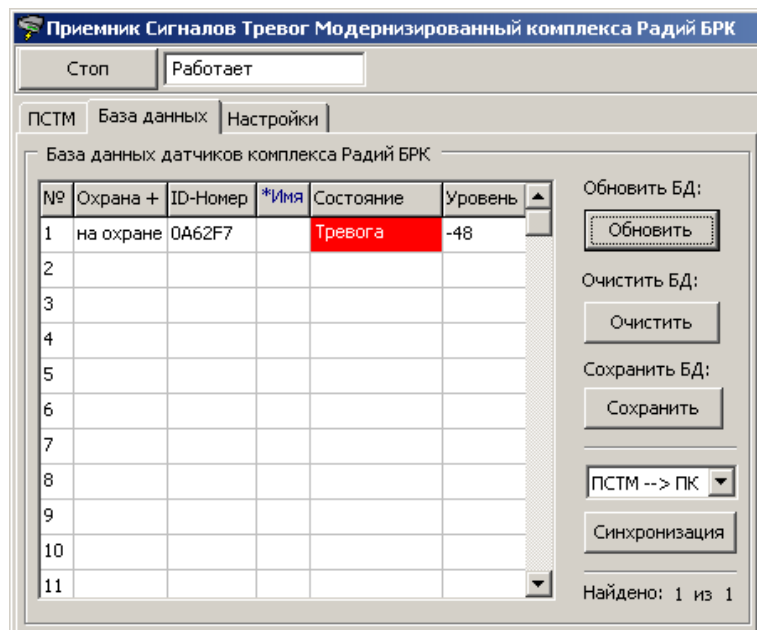 Приемник Сигналов Тревог Модернизированный комплекса Радий БРК
Стоп Работает
ПСТМ База данных Настройки
База данных датчиков комплекса Радий БРК
№ Охрана + ID-Номер *Имя Состояние Уровень
1 на охране 0A62F7 Тревога -48
2
3
4
5
6
7
8
9
10
11
Обновить БД:
Обновить
Очистить БД:
Очистить
Сохранить БД:
Сохранить
ПСТМ --> ПК
Синхронизация
Найдено: 1 из 1